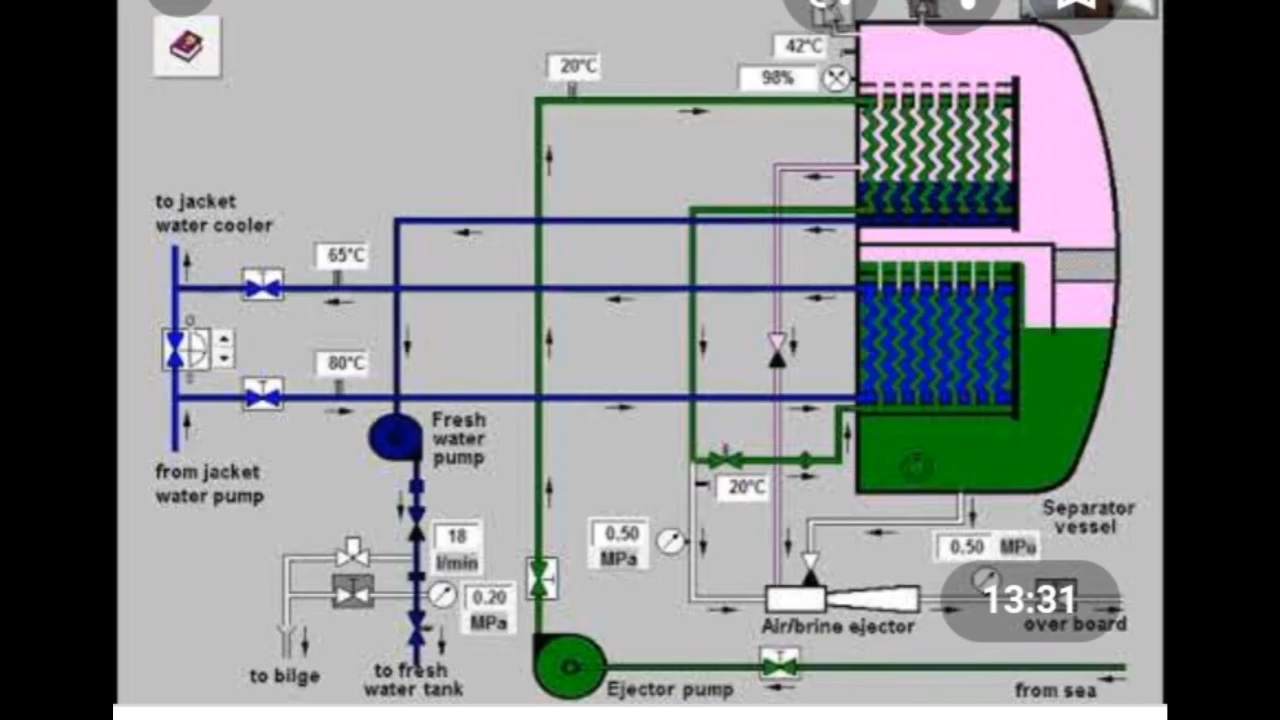 42°C
20°C
98%
to jacket
water cooler
65°C
80°C
Fresh
water
pump
from jacket
water pump
20°C
Separator
vessel
18
l/min
0.50
MPa
0.50 MPa
0.20
MPa
13:31
Air/brine ejector
over board
to bilge
to fresh
water tank
Ejector pump
from sea